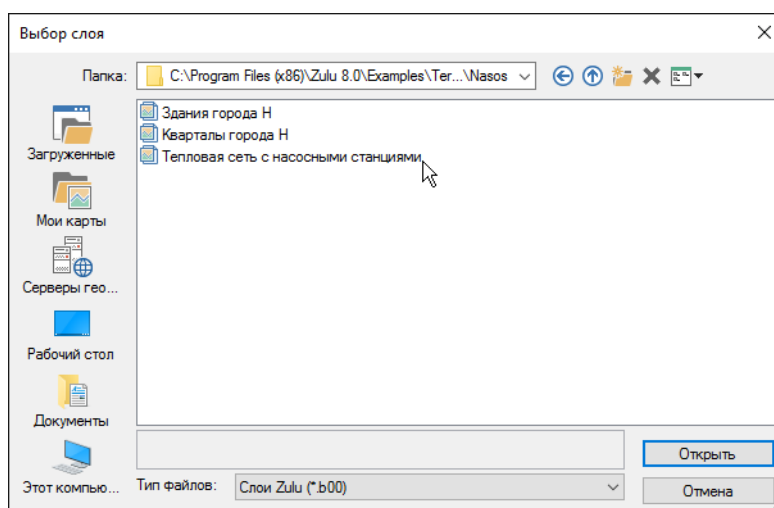 Выбор слоя
Папка: C:\Program Files (x86)\Zulu 8.0\Examples\Ter...\Nasos
Здания города Н
Кварталы города Н
Тепловая сеть с насосными станциями
Загруженные
Мои карты
Серверы гео...
Рабочий стол
Документы
Этот компью...
Открыть
Тип файлов: Слои Zulu (*.b00)
Отмена